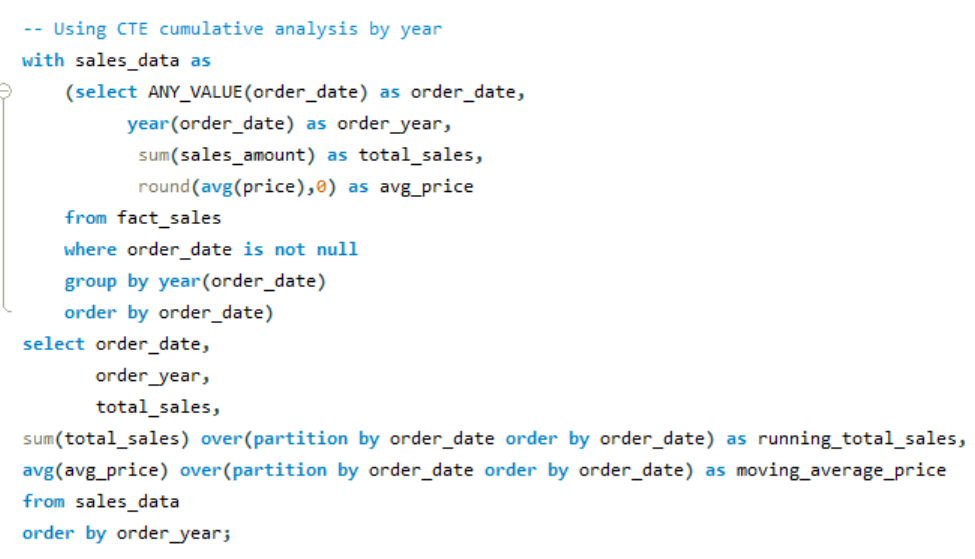 -- Using CTE cumulative analysis by year
with sales_data as
(select ANY_VALUE(order_date) as order_date,
year(order_date) as order_year,
sum(sales_amount) as total_sales,
round(avg(price),0) as avg_price
from fact_sales
where order_date is not null
group by year(order_date)
order by order_date)
select order_date,
order_year,
total_sales,
sum(total_sales) over(partition by order_date order by order_date) as running_total_sales,
avg(avg_price) over(partition by order_date order by order_date) as moving_average_price
from sales_data
order by order_year;